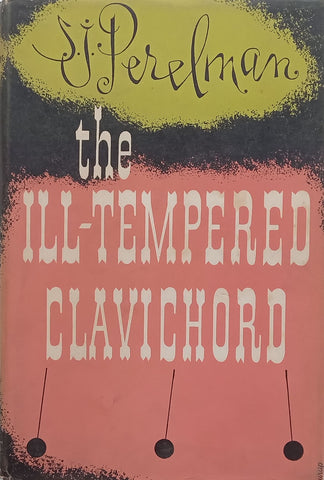 S.J. Perelman
the
ILL-TEMPERED
CLAVICHORD